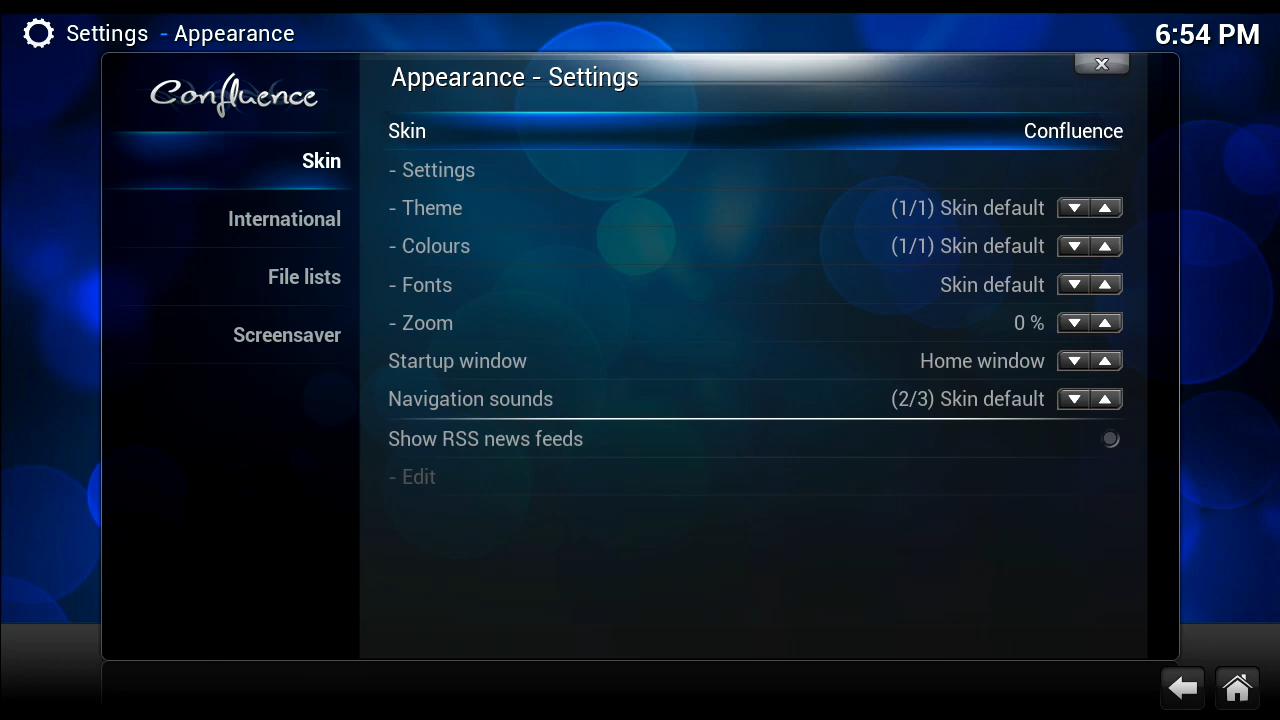 Settings - Appearance
6:54 PM
Confluence
Skin
International
File lists
Screensaver
Appearance - Settings
Skin Confluence
- Settings
- Theme (1/1) Skin default
- Colours (1/1) Skin default
- Fonts Skin default
- Zoom 0 %
Startup window Home window
Navigation sounds (2/3) Skin default
Show RSS news feeds
- Edit